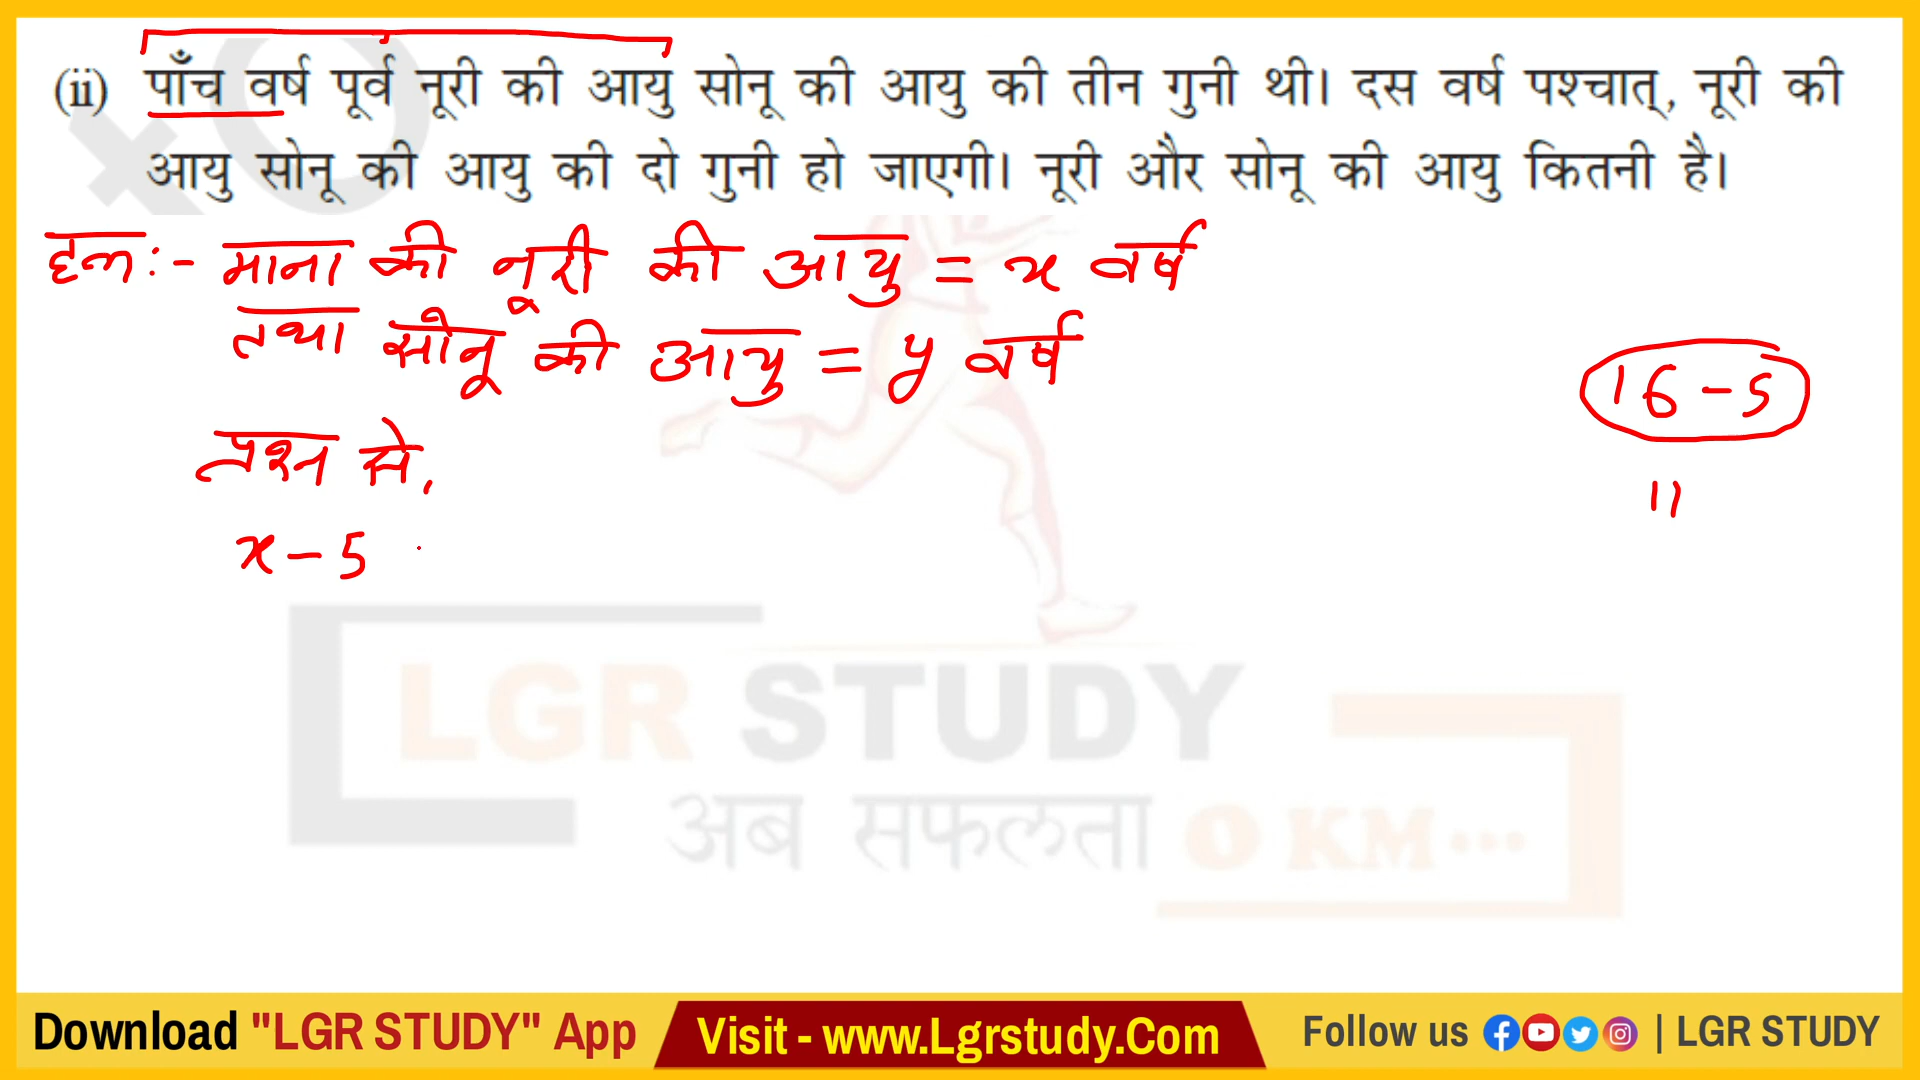 (ii) पाँच वर्ष पूर्व नूरी की आयु सोनू की आयु की तीन गुनी थी। दस वर्ष पश्चात्, नूरी की
आयु सोनू की आयु की दो गुनी हो जाएगी। नूरी और सोनू की आयु कितनी है।
हल :- माना की नूरी की आयु = x वर्ष
तथा सोनू की आयु = y वर्ष
16 - 5
11
प्रश्न से,
x - 5
LGR STUDY
अब सफलता 0 KM...
Download "LGR STUDY" App
Visit - www.Lgrstudy.Com
Follow us | LGR STUDY